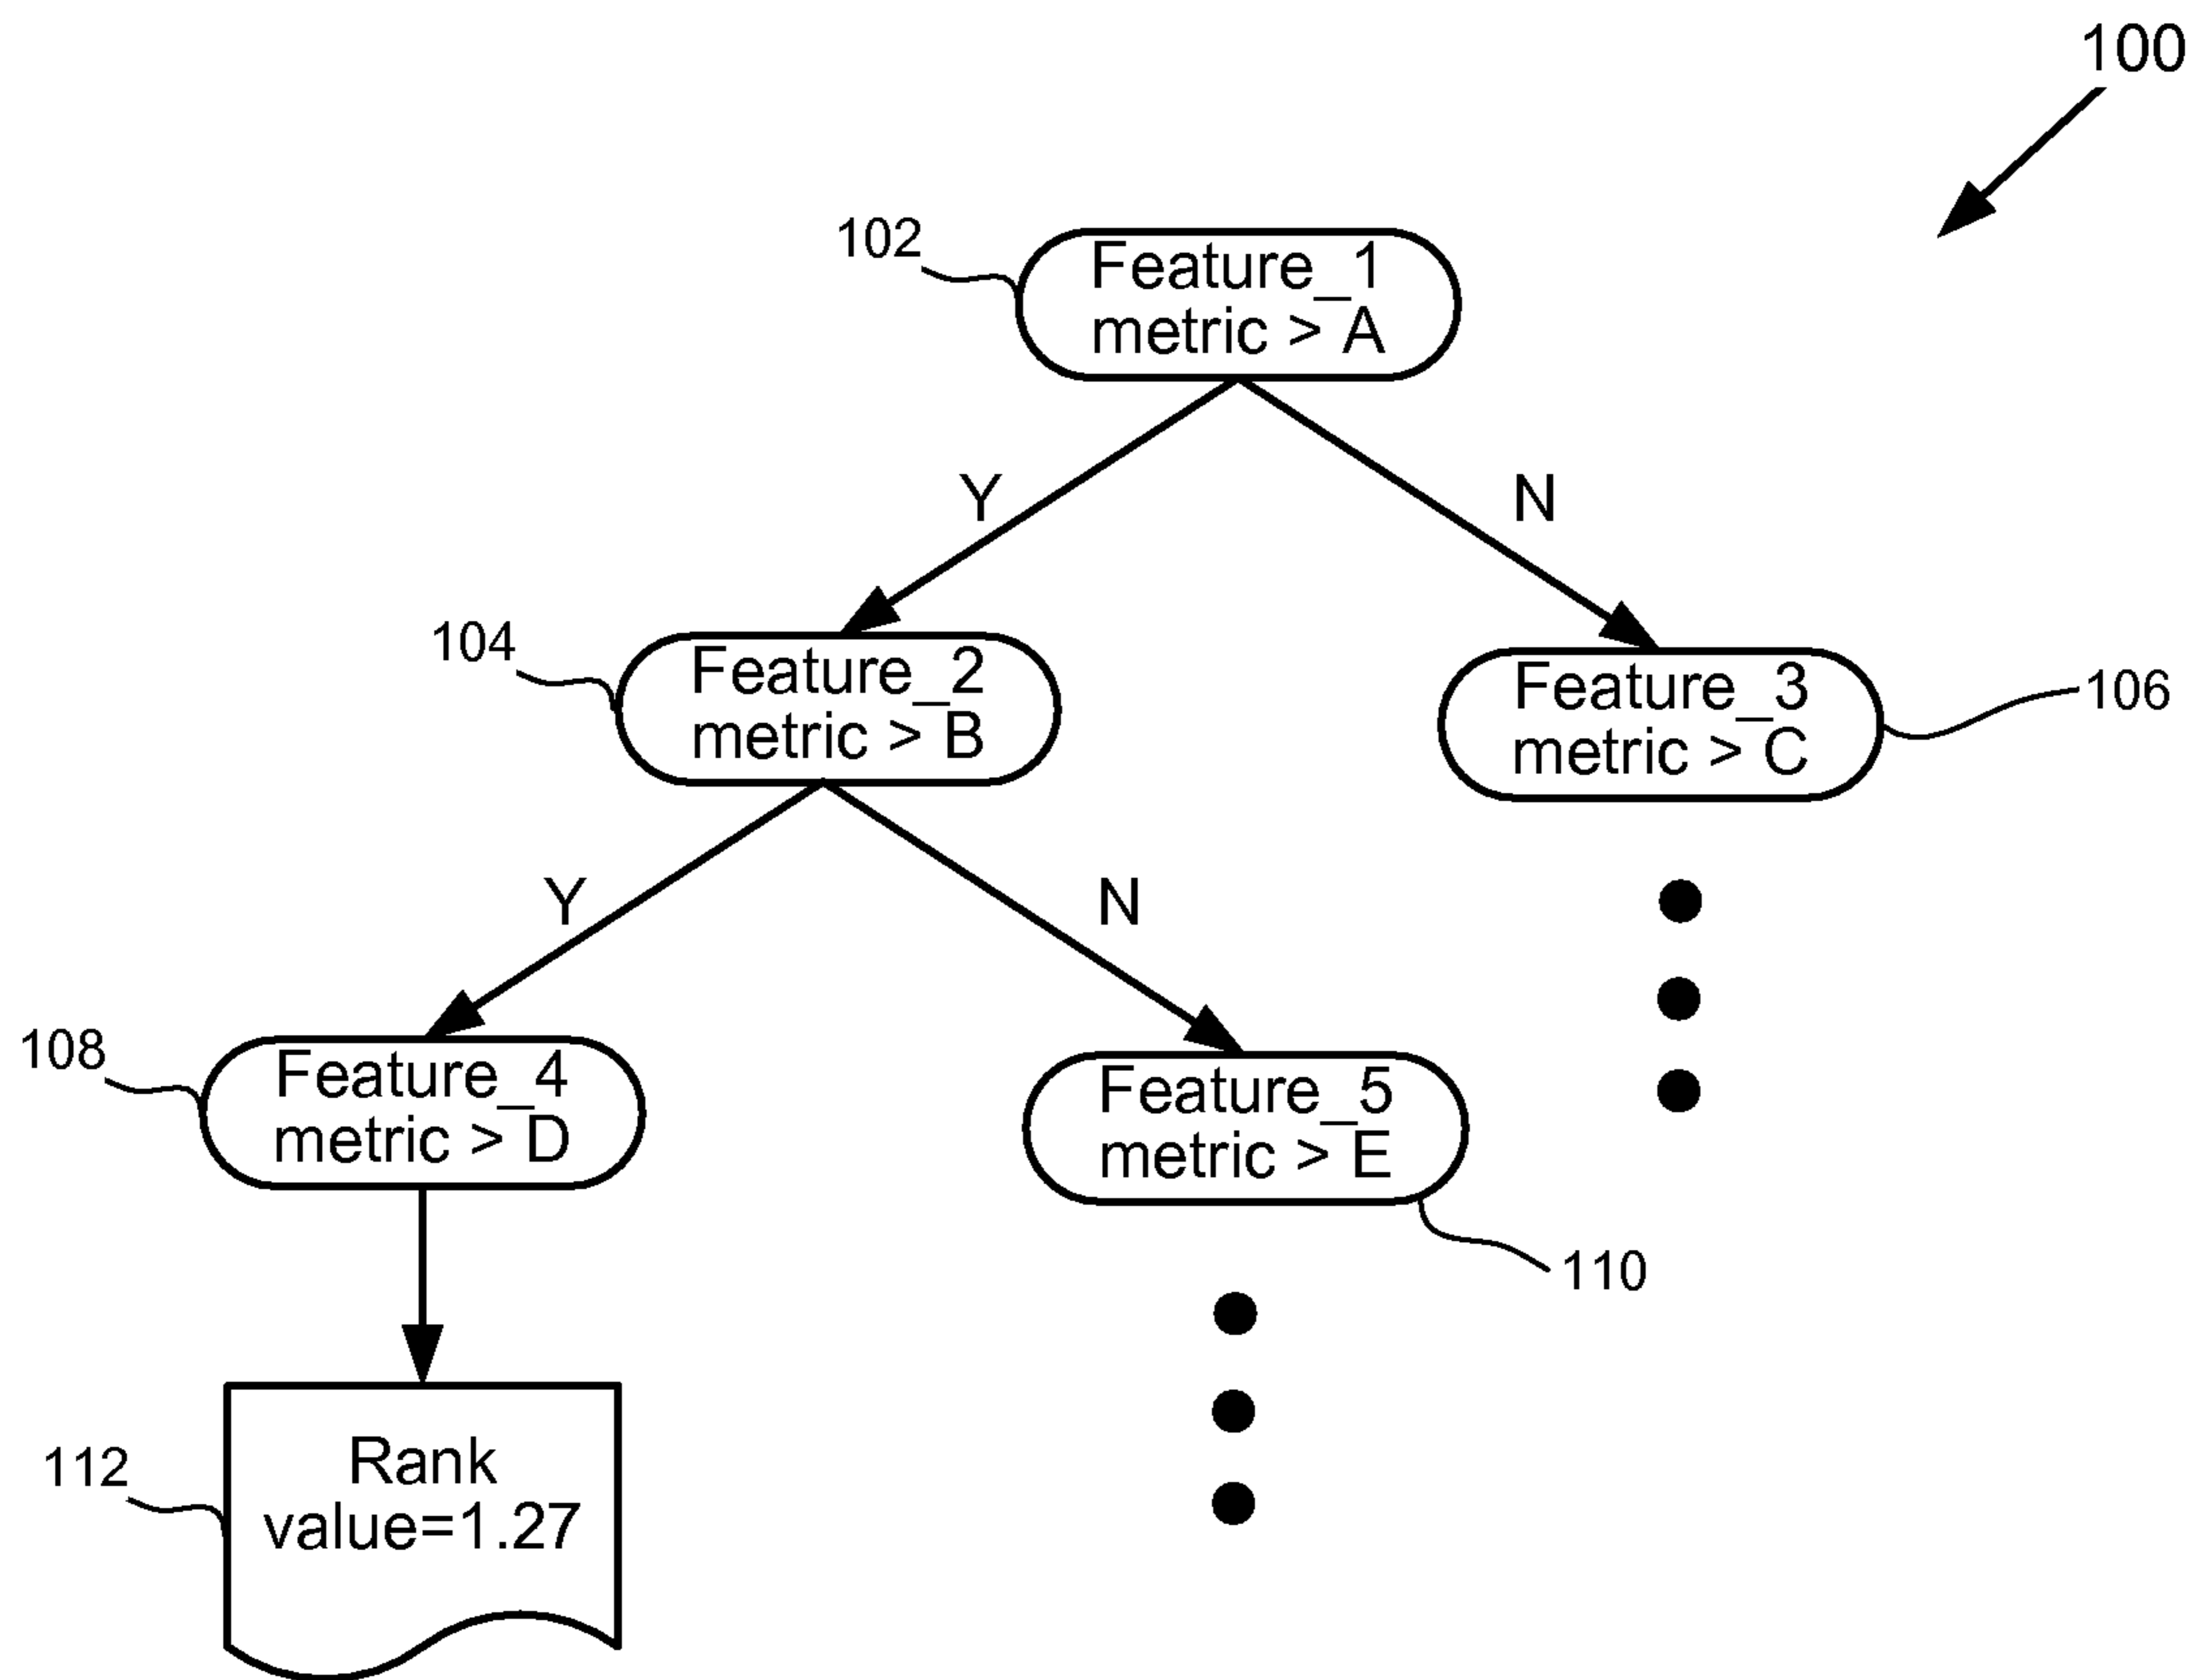 100
102
Feature_1
metric > A
Y
N
104
Feature_2
metric > B
Feature_3
metric > C
106
Y
N
108
Feature_4
metric > D
Feature_5
metric > E
110
112
Rank
value=1.27